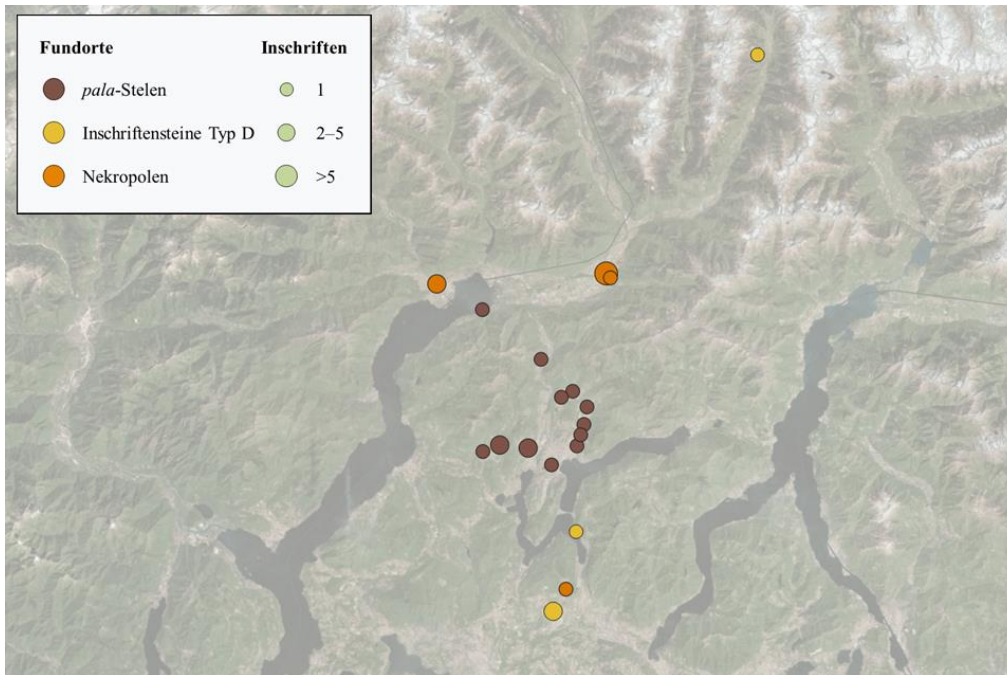 Fundorte Inschriften
pala-Stelen 1
Inschriftensteine Typ D 2–5
Nekropolen >5